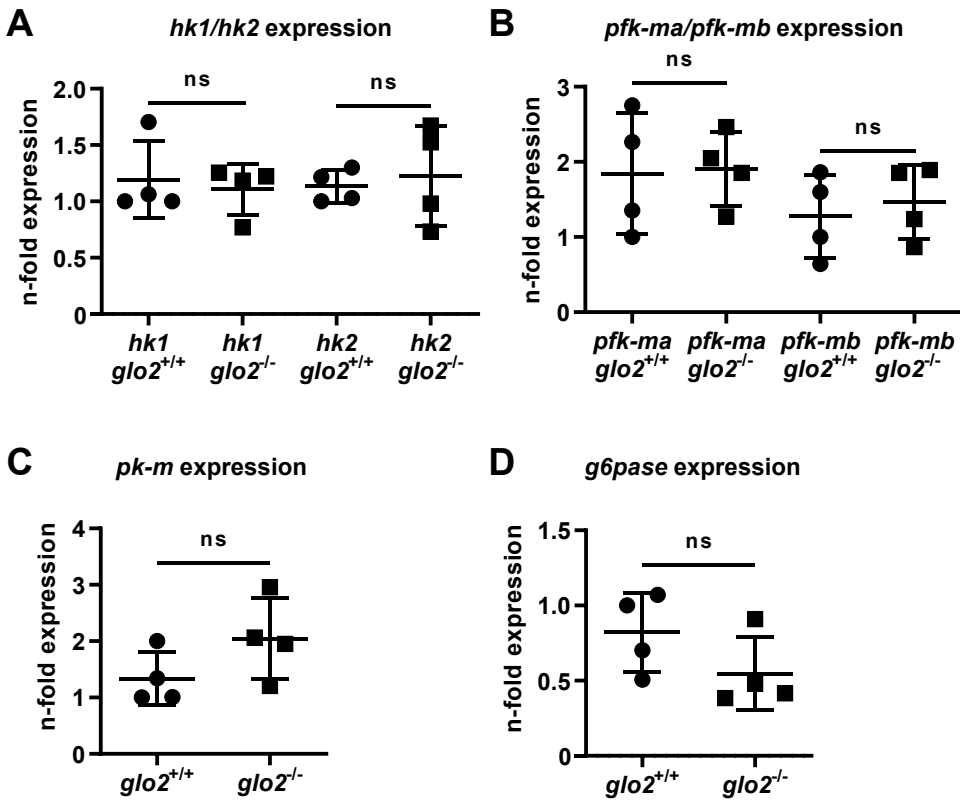 A hk1/hk2 expression
ns ns
n-fold expression
2.0
1.5
1.0
0.5
0
hk1 hk1 hk2 hk2
glo2+/+ glo2-/- glo2+/+ glo2-/-
B pfk-ma/pfk-mb expression
ns
ns
n-fold expression
3
2
1
0
pfk-ma pfk-ma pfk-mb pfk-mb
glo2+/+ glo2-/- glo2+/+ glo2-/-
C pk-m expression
ns
n-fold expression
4
3
2
1
0
glo2+/+ glo2-/-
D g6pase expression
ns
n-fold expression
1.5
1.0
0.5
0
glo2+/+ glo2-/-